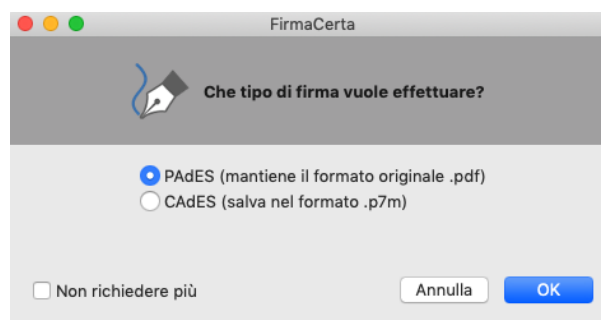 FirmaCerta
Che tipo di firma vuole effettuare?
PAdES (mantiene il formato originale .pdf)
CAdES (salva nel formato .p7m)
Non richiedere più
Annulla
OK